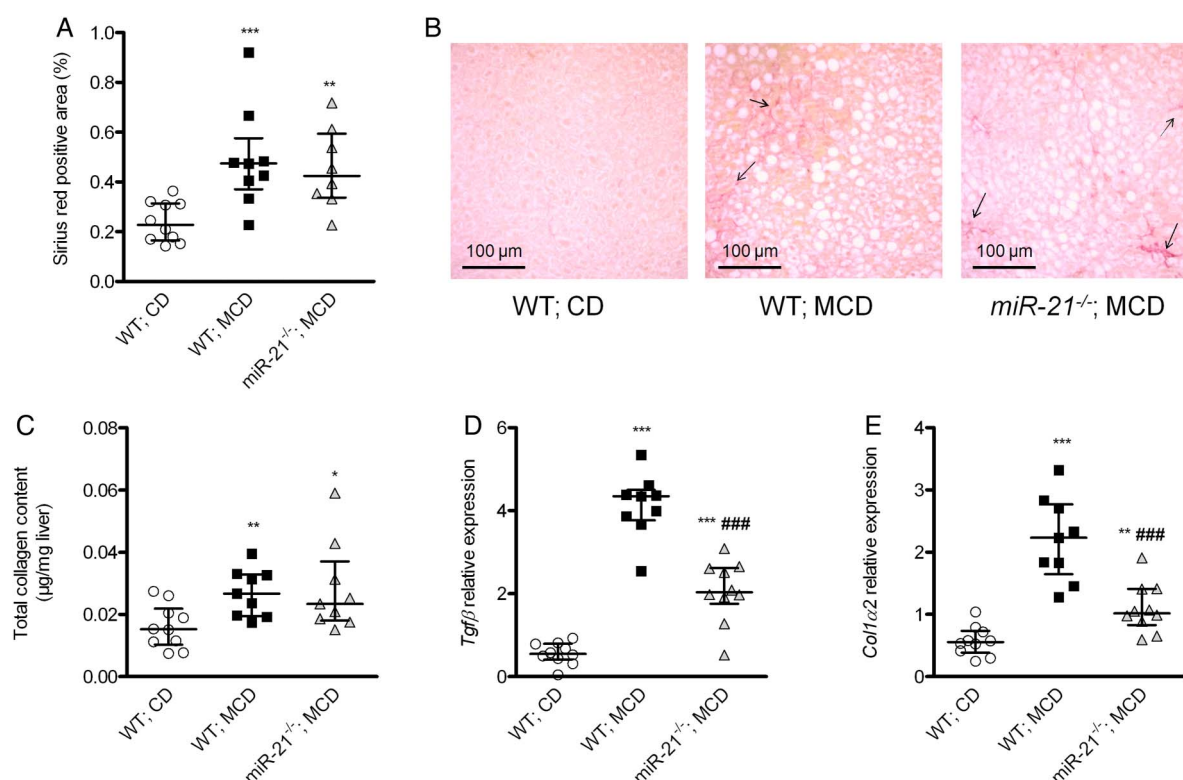 A
Sirius red positive area (%)
1.0
0.8
0.6
0.4
0.2
0.0
***
**
WT; CD
WT; MCD
miR-21-/-; MCD
B
100 µm
100 µm
100 µm
WT; CD
WT; MCD
miR-21-/-; MCD
C
Total collagen content
(µg/mg liver)
0.08
0.06
0.04
0.02
0.00
**
*
WT; CD
WT; MCD
miR-21-/-; MCD
D
Tgfβ relative expression
6
4
2
0
***
*** ###
WT; CD
WT; MCD
miR-21-/-; MCD
E
Col1α2 relative expression
4
3
2
1
0
***
** ###
WT; CD
WT; MCD
miR-21-/-; MCD